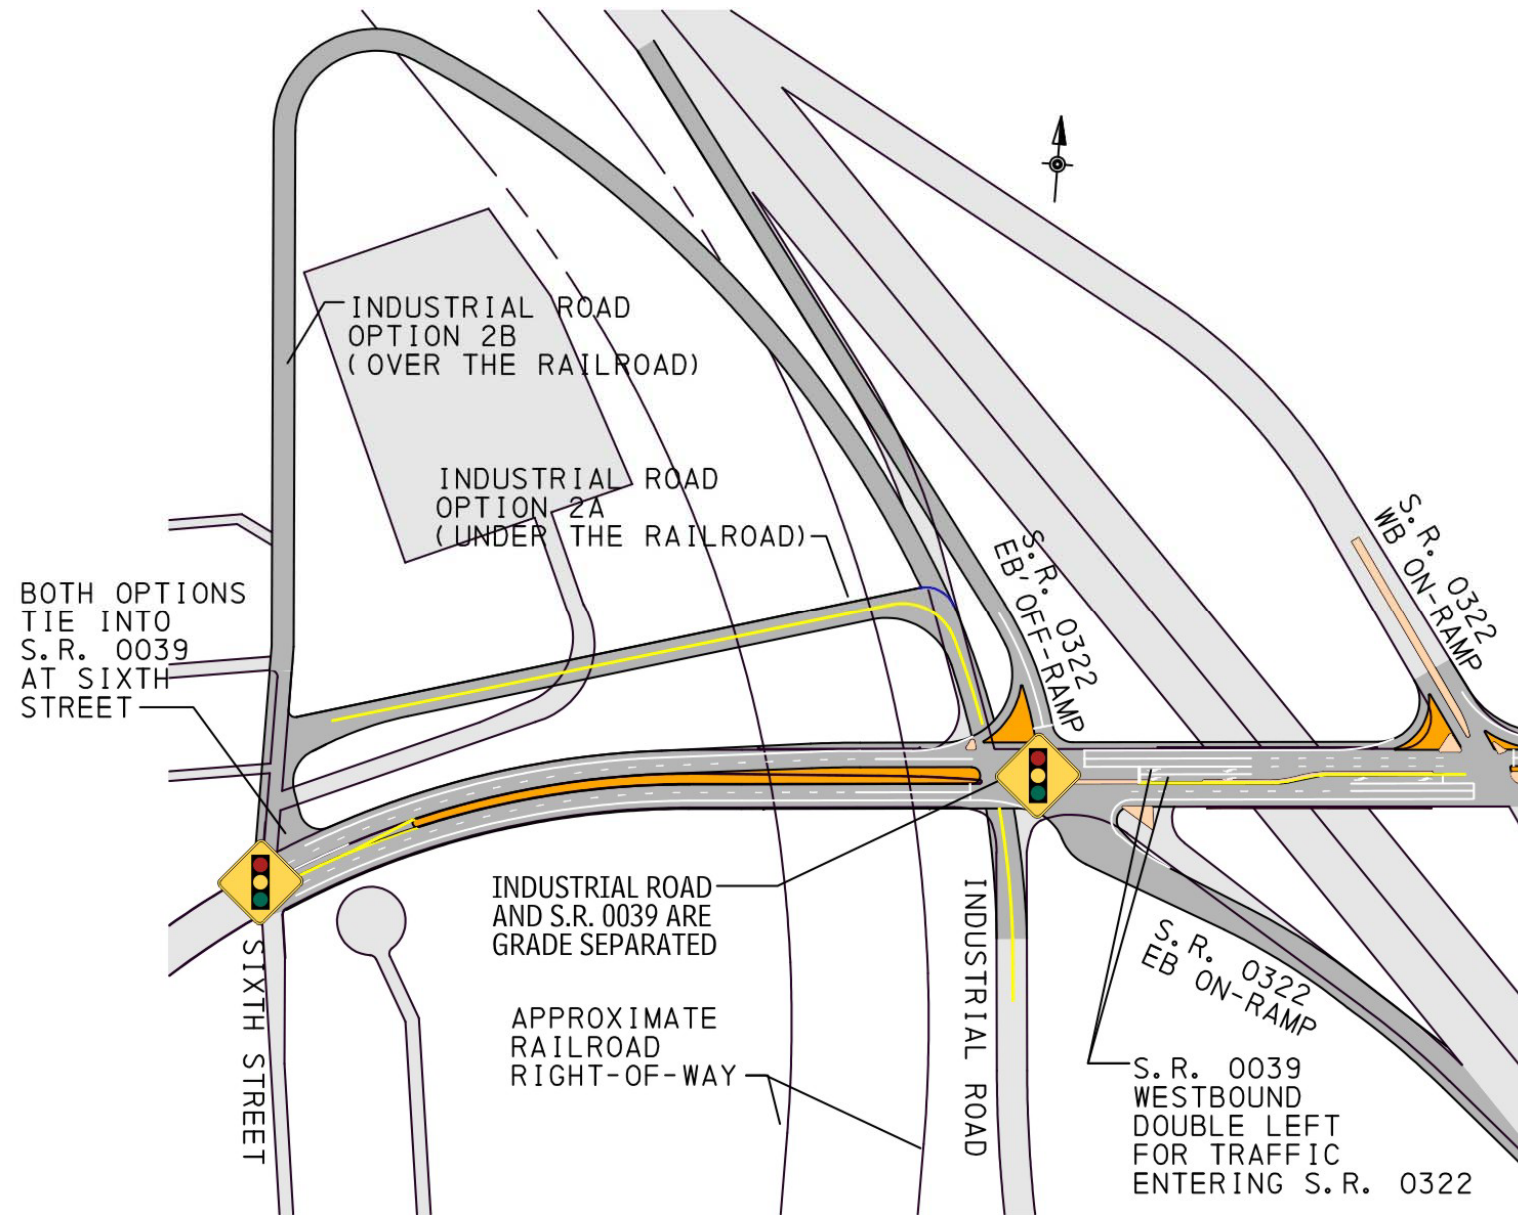 INDUSTRIAL ROAD
OPTION 2B
(OVER THE RAILROAD)
INDUSTRIAL ROAD
OPTION 2A
(UNDER THE RAILROAD)
S.R. 0322
WB ON-RAMP
S.R. 0322
EB OFF-RAMP
BOTH OPTIONS
TIE INTO
S.R. 0039
AT SIXTH
STREET
INDUSTRIAL ROAD
AND S.R. 0039 ARE
GRADE SEPARATED
SIXTH STREET
INDUSTRIAL ROAD
S.R. 0322
EB ON-RAMP
APPROXIMATE
RAILROAD
RIGHT-OF-WAY
S.R. 0039
WESTBOUND
DOUBLE LEFT
FOR TRAFFIC
ENTERING S.R. 0322